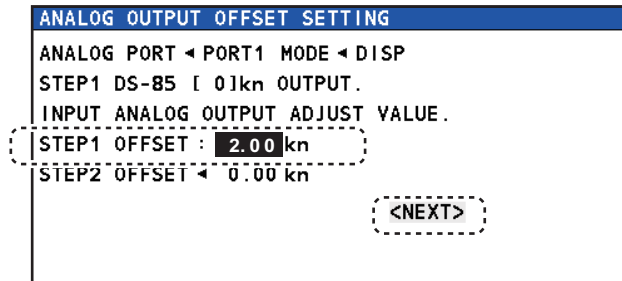 ANALOG OUTPUT OFFSET SETTING
ANALOG PORT ◄ PORT1 MODE ◄ DISP
STEP1 DS-85 [ 0]kn OUTPUT.
INPUT ANALOG OUTPUT ADJUST VALUE.
STEP1 OFFSET : 2.00 kn
STEP2 OFFSET ◄ 0.00 kn
<NEXT>